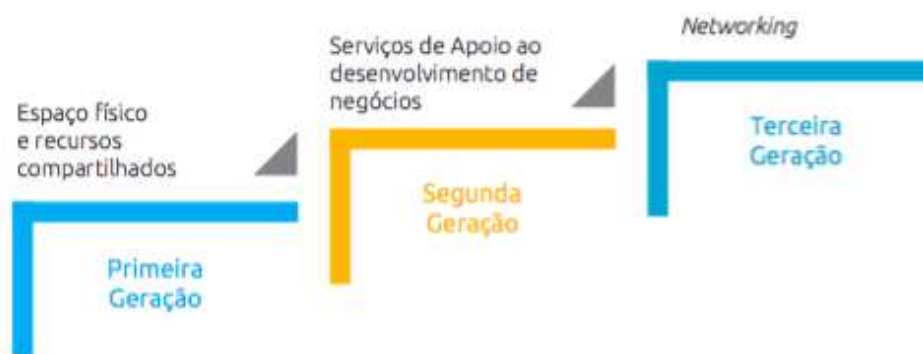 Espaço físico
e recursos
compartilhados
Primeira
Geração
Serviços de Apoio ao
desenvolvimento de
negócios
Segunda
Geração
Networking
Terceira
Geração